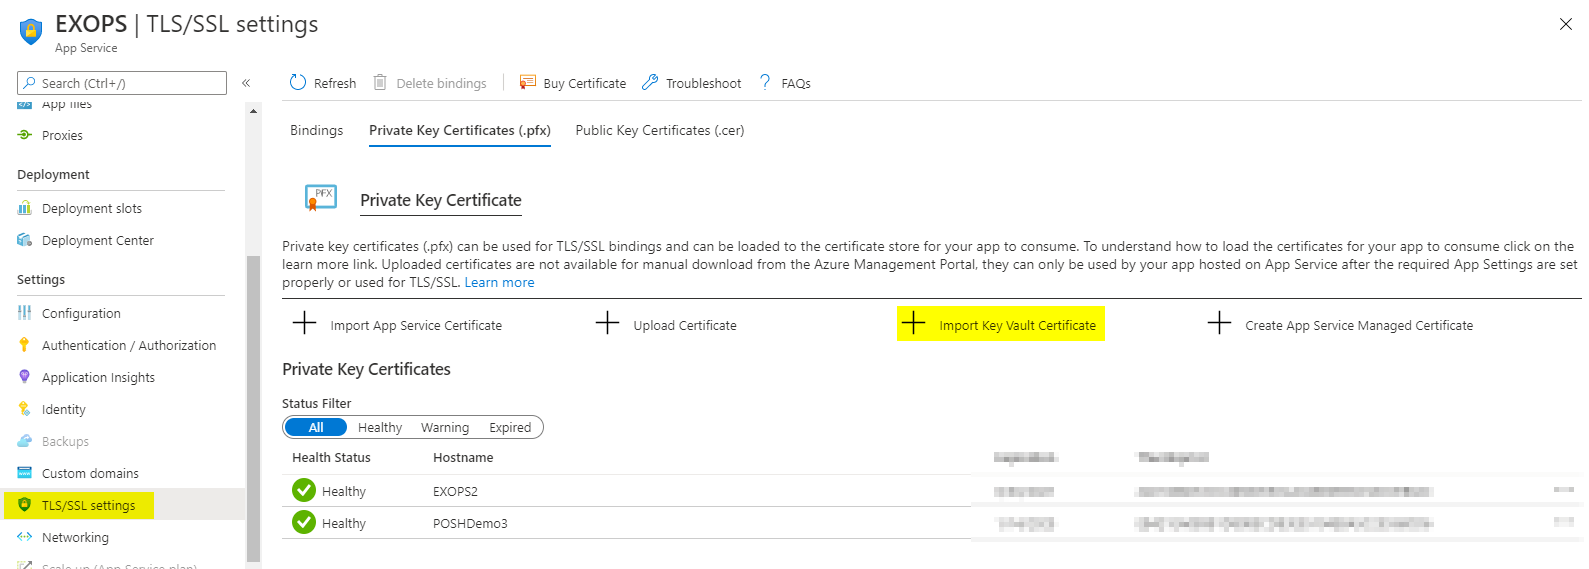 EXOPS | TLS/SSL settings
App Service
Search (Ctrl+/)
«
App files
Proxies
Deployment
Deployment slots
Deployment Center
Settings
Configuration
Authentication / Authorization
Application Insights
Identity
Backups
Custom domains
TLS/SSL settings
Networking
Scale up (App Service plan)
Refresh
Delete bindings
Buy Certificate
Troubleshoot
? FAQs
Bindings
Private Key Certificates (.pfx)
Public Key Certificates (.cer)
PFX
Private Key Certificate
Private key certificates (.pfx) can be used for TLS/SSL bindings and can be loaded to the certificate store for your app to consume. To understand how to load the certificates for your app to consume click on the
learn more link. Uploaded certificates are not available for manual download from the Azure Management Portal, they can only be used by your app hosted on App Service after the required App Settings are set
properly or used for TLS/SSL. Learn more
Import App Service Certificate
Upload Certificate
Import Key Vault Certificate
Create App Service Managed Certificate
Private Key Certificates
Status Filter
All Healthy Warning Expired
Health Status Hostname
Healthy EXOPS2
Healthy POSHDemo3